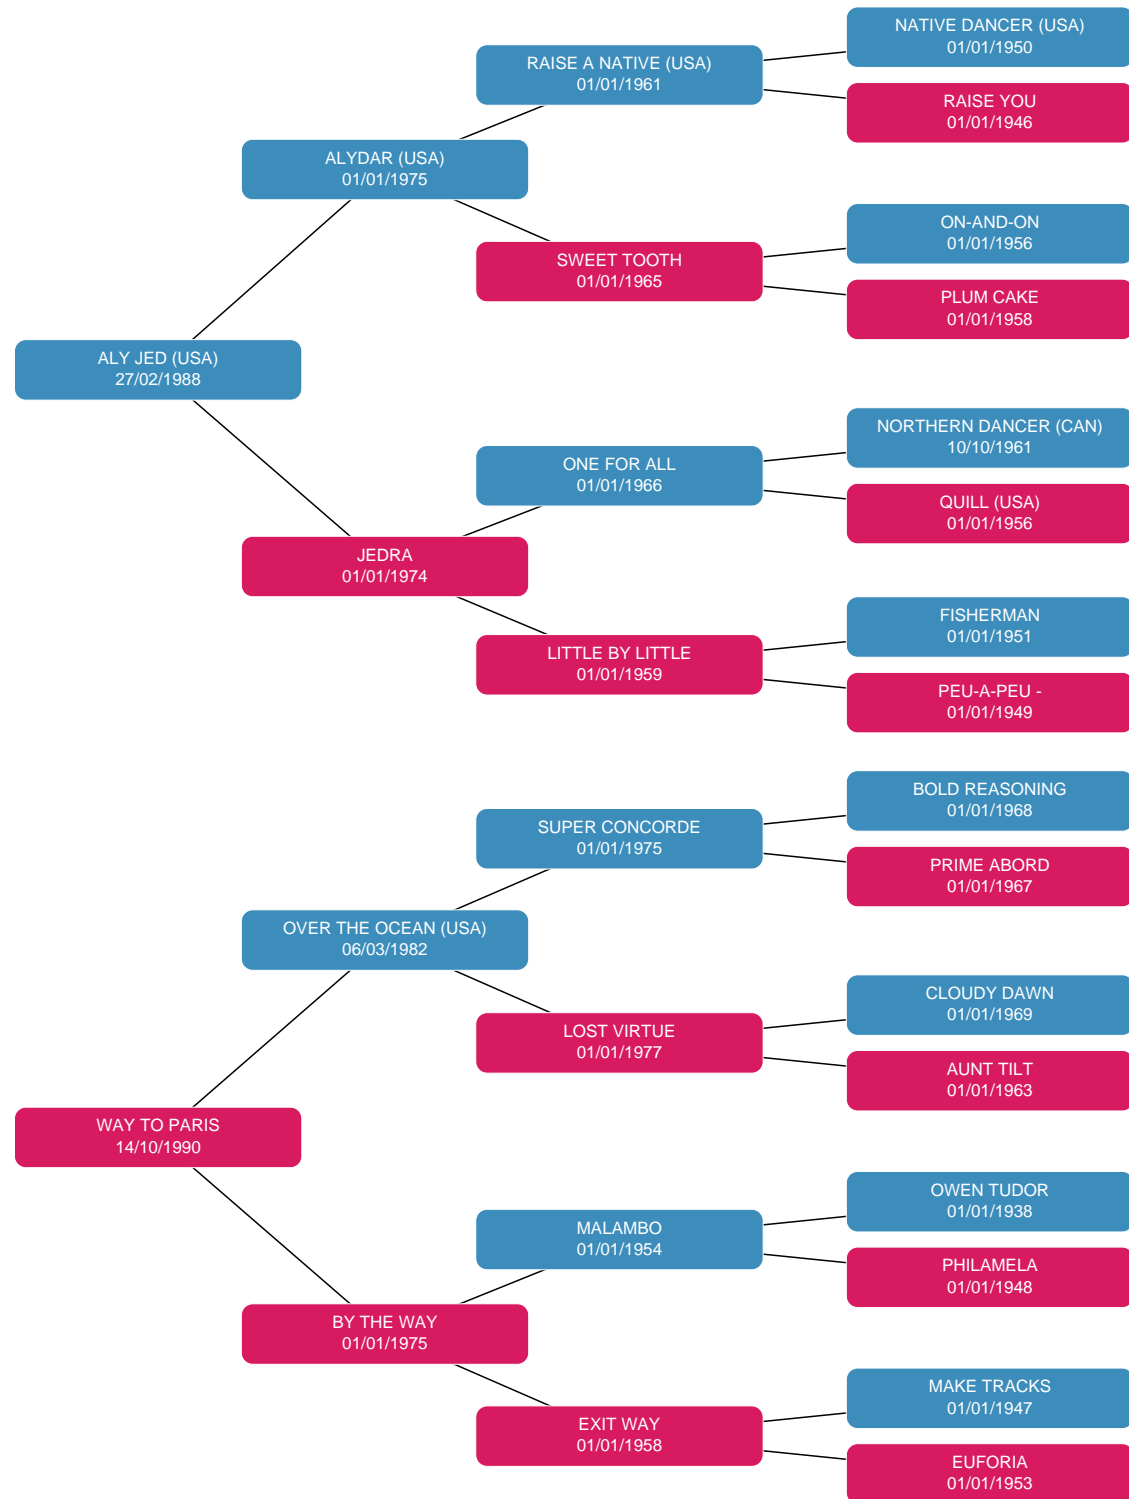 NATIVE DANCER (USA)
01/01/1950
RAISE A NATIVE (USA)
01/01/1961
RAISE YOU
01/01/1946
ALYDAR (USA)
01/01/1975
ON-AND-ON
01/01/1956
SWEET TOOTH
01/01/1965
PLUM CAKE
01/01/1958
ALY JED (USA)
27/02/1988
NORTHERN DANCER (CAN)
10/10/1961
ONE FOR ALL
01/01/1966
QUILL (USA)
01/01/1956
JEDRA
01/01/1974
FISHERMAN
01/01/1951
LITTLE BY LITTLE
01/01/1959
PEU-A-PEU -
01/01/1949
BOLD REASONING
01/01/1968
SUPER CONCORDE
01/01/1975
PRIME ABORD
01/01/1967
OVER THE OCEAN (USA)
06/03/1982
CLOUDY DAWN
01/01/1969
LOST VIRTUE
01/01/1977
AUNT TILT
01/01/1963
WAY TO PARIS
14/10/1990
OWEN TUDOR
01/01/1938
MALAMBO
01/01/1954
PHILAMELA
01/01/1948
BY THE WAY
01/01/1975
MAKE TRACKS
01/01/1947
EXIT WAY
01/01/1958
EUFORIA
01/01/1953